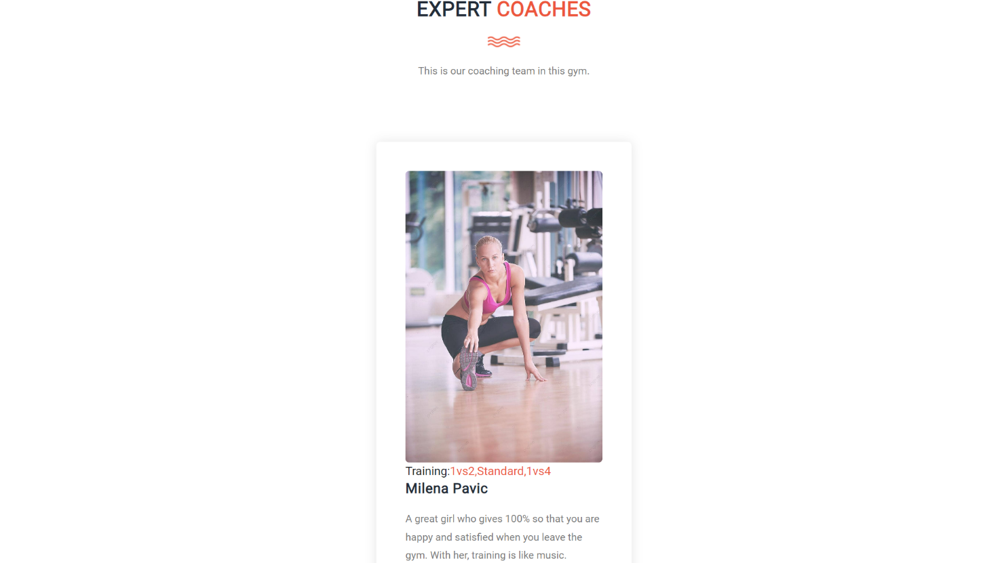 EXPERT COACHES
This is our coaching team in this gym.
Training:1vs2,Standard,1vs4
Milena Pavic
A great girl who gives 100% so that you are
happy and satisfied when you leave the
gym. With her, training is like music.